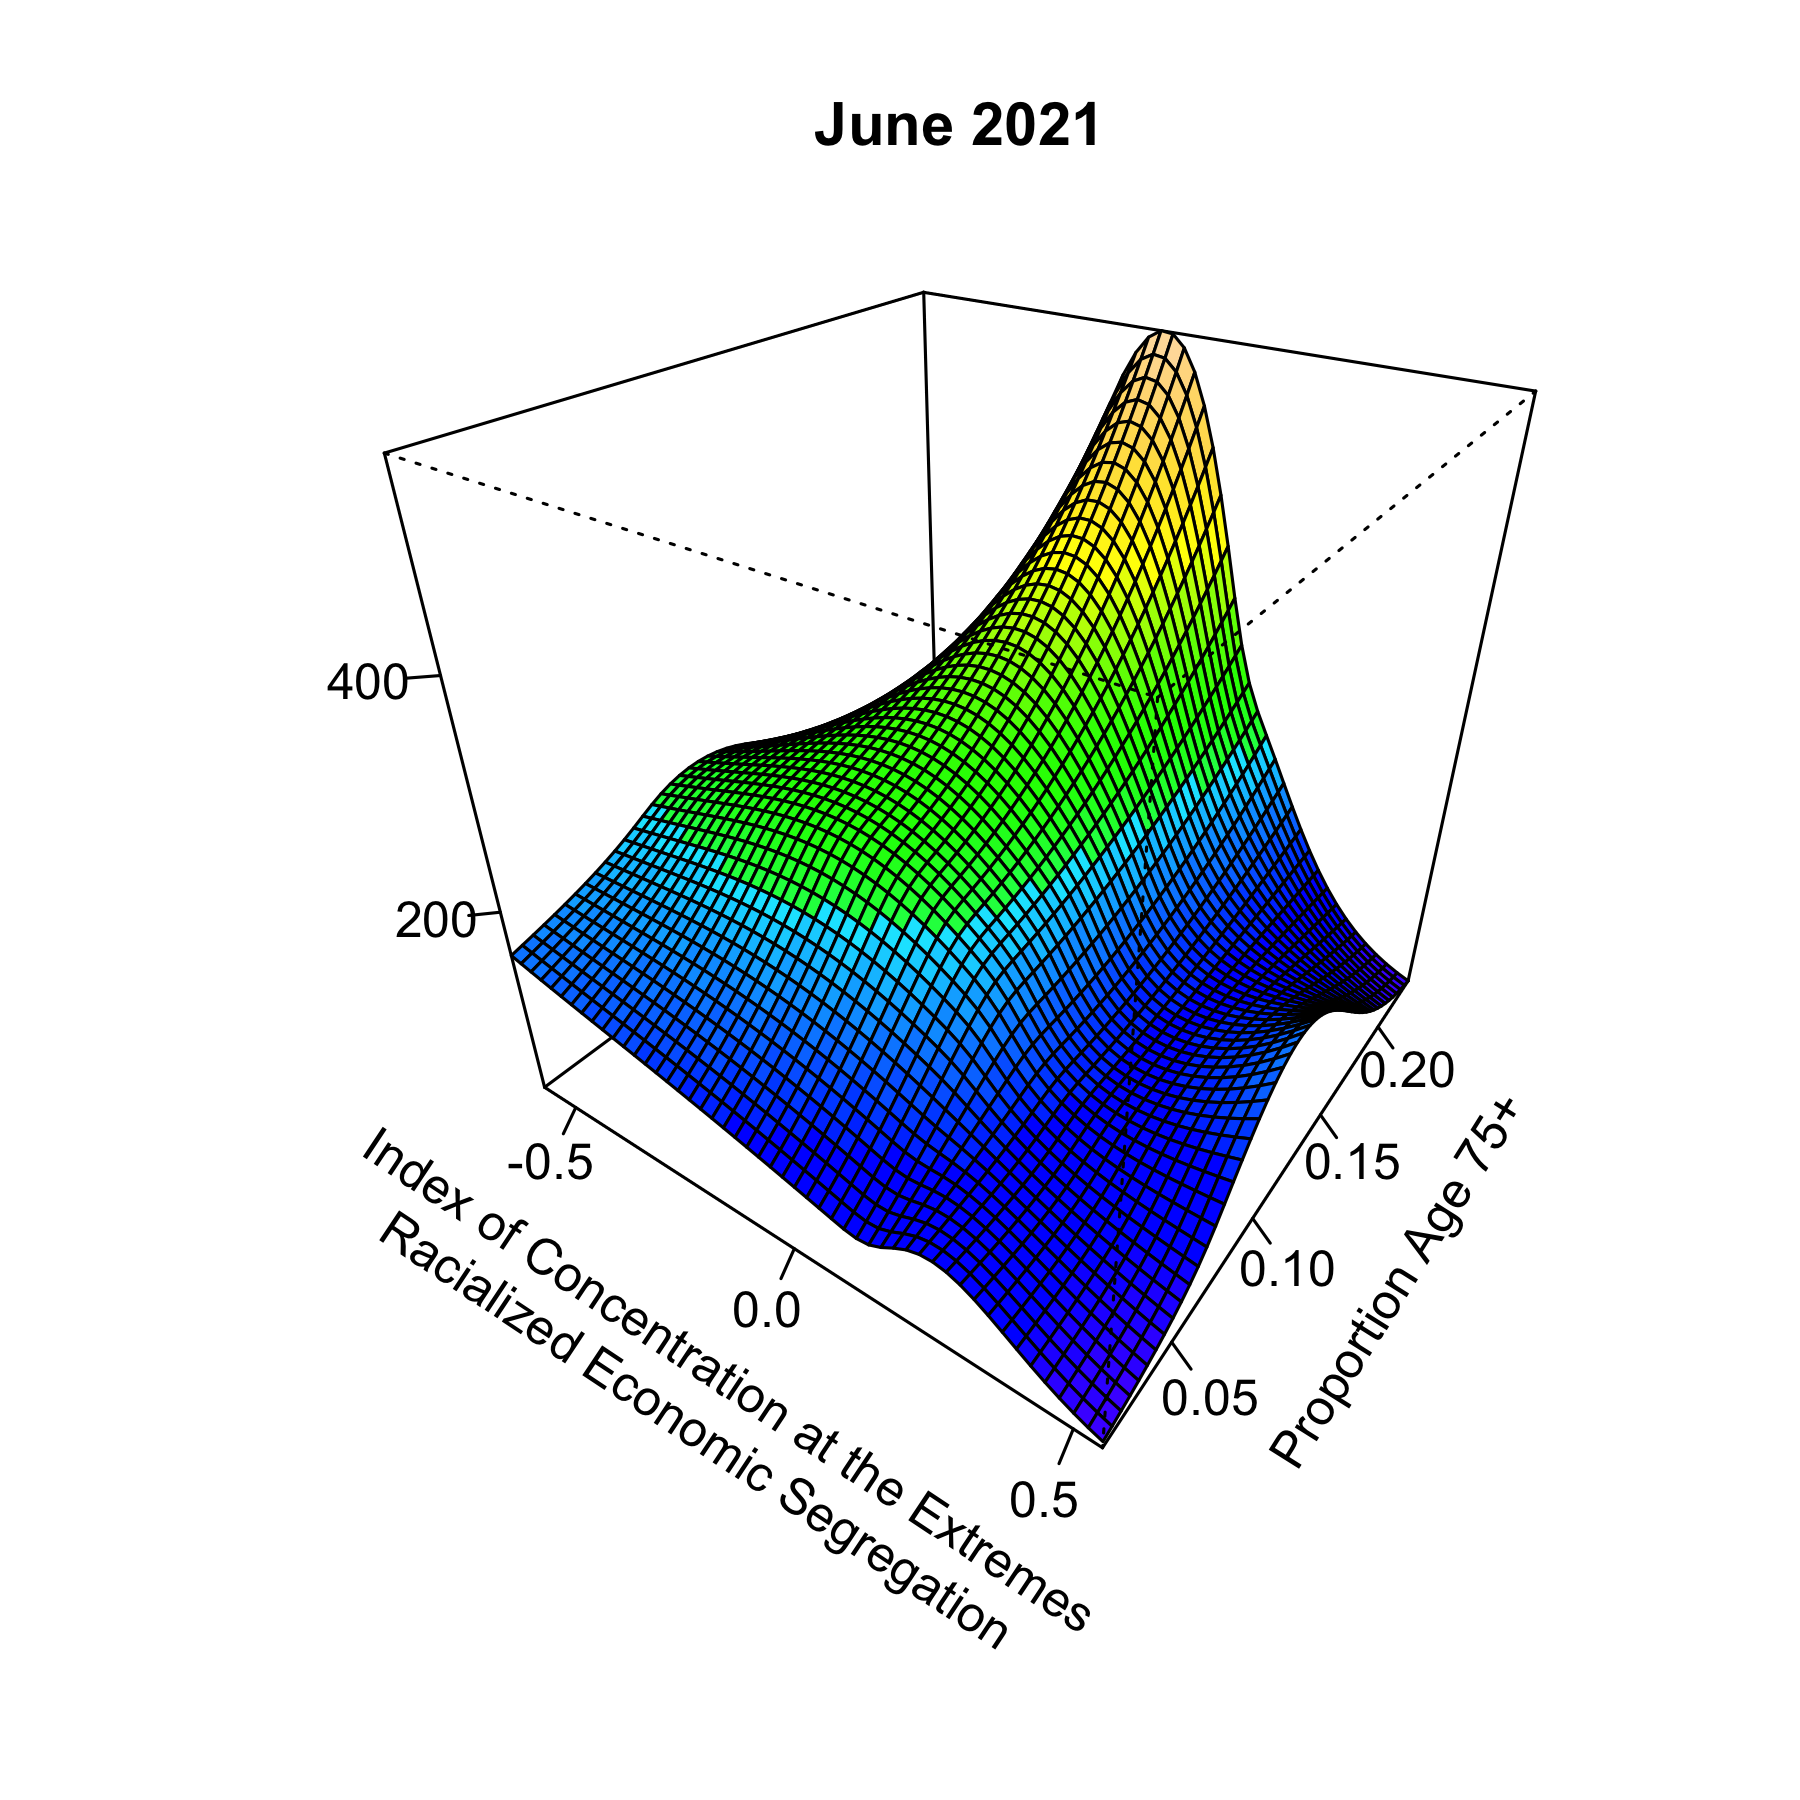 June 2021
400
200
-0.5
0.0
0.5
Index of Concentration at the Extremes
Racialized Economic Segregation
0.05
0.10
0.15
0.20
Proportion Age 75+